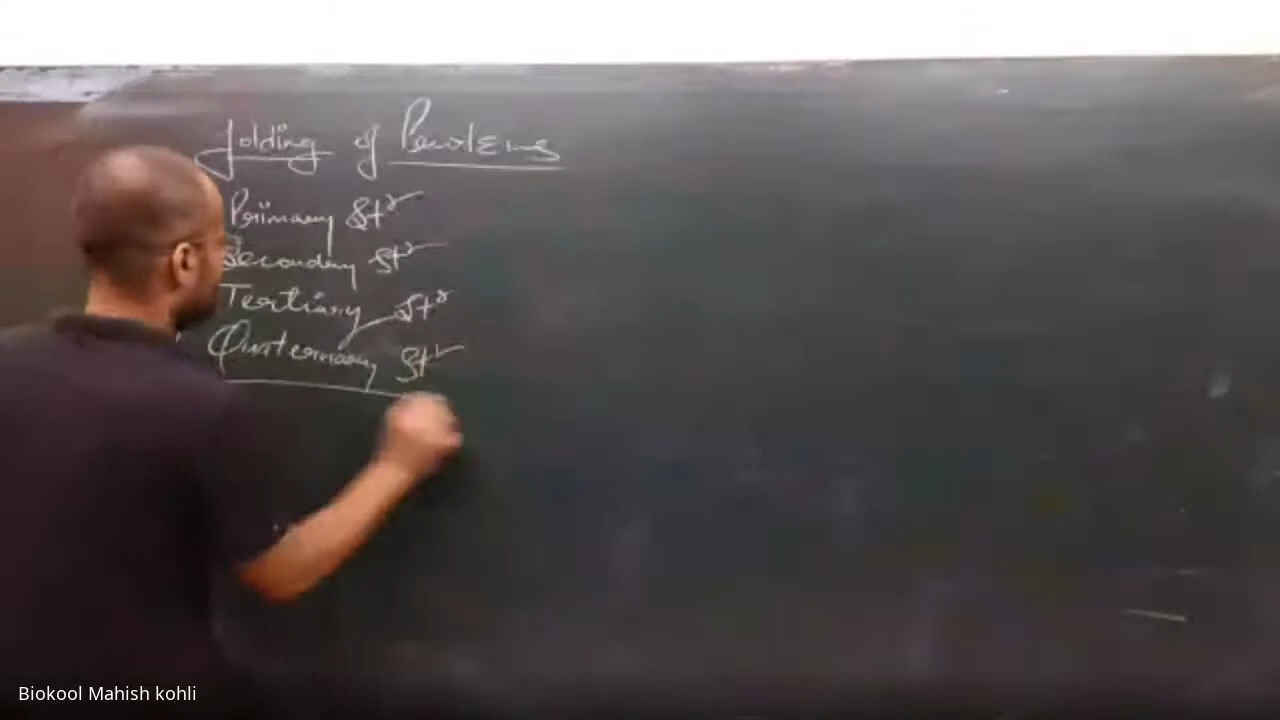 Folding of Proteins
Primary Str
Secondary Str
Tertiary Str
Quaternary Str
Biokool Mahish kohli